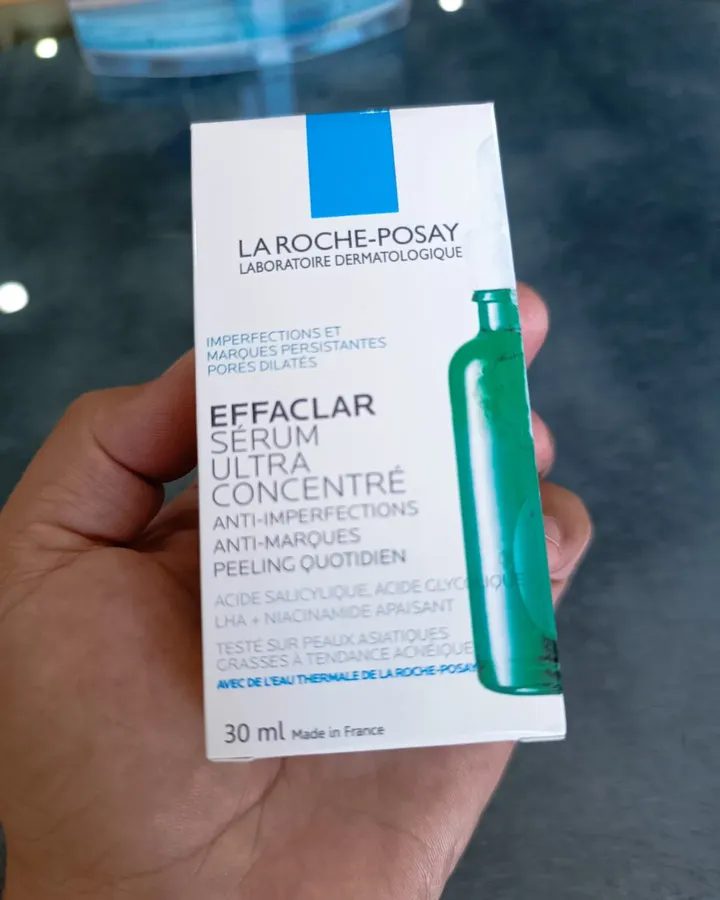 LA ROCHE-POSAY
LABORATOIRE DERMATOLOGIQUE
IMPERFECTIONS ET
MARQUES PERSISTANTES
PORES DILATÉS
EFFACLAR
SÉRUM
ULTRA
CONCENTRÉ
ANTI-IMPERFECTIONS
ANTI-MARQUES
PEELING QUOTIDIEN
ACIDE SALICYLIQUE, ACIDE GLYCOLIQUE
LHA + NIACINAMIDE APAISANT
TESTÉ SUR PEAUX ASIATIQUES
GRASSES À TENDANCE ACNÉIQUE
AVEC DE L'EAU THERMALE DE LA ROCHE-POSAY
30 ml Made in France